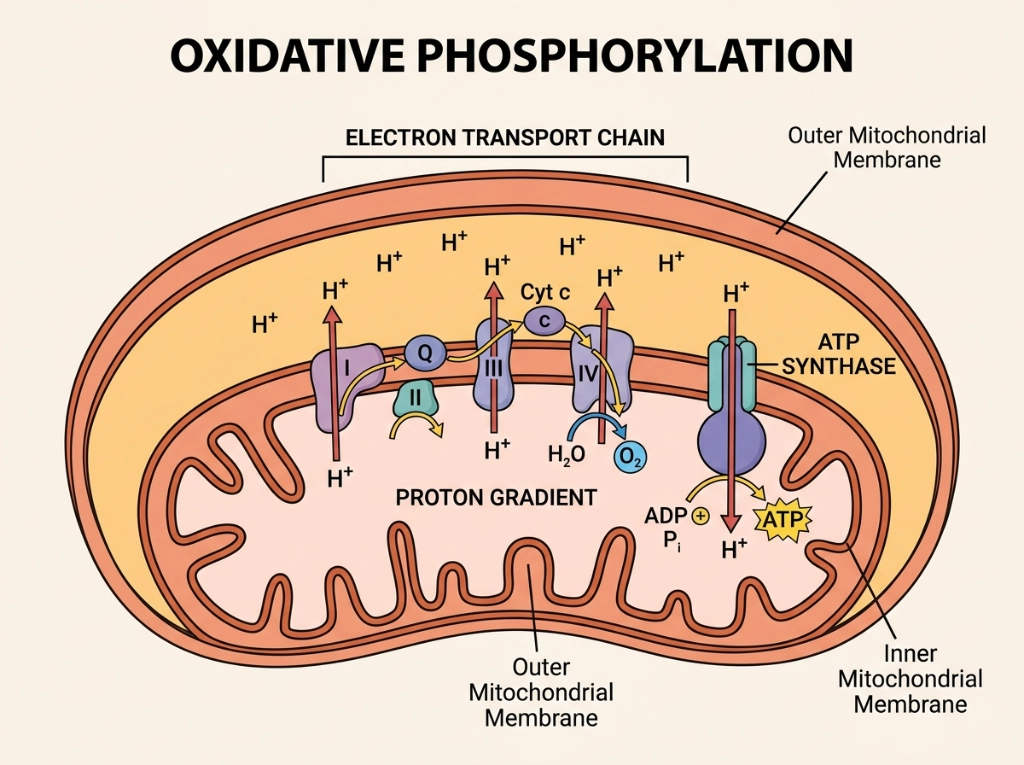 OXIDATIVE PHOSPHORYLATION
ELECTRON TRANSPORT CHAIN
Outer Mitochondrial
Membrane
H⁺
H⁺
H⁺
H⁺
H⁺
H⁺
H⁺
H⁺
H⁺
H⁺
Cyt c
c
Q
I
II
III
IV
ATP
SYNTHASE
H⁺
H⁺
H₂O
O₂
PROTON GRADIENT
ADP +
Pᵢ
ATP
H⁺
Outer
Mitochondrial
Membrane
Inner
Mitochondrial
Membrane